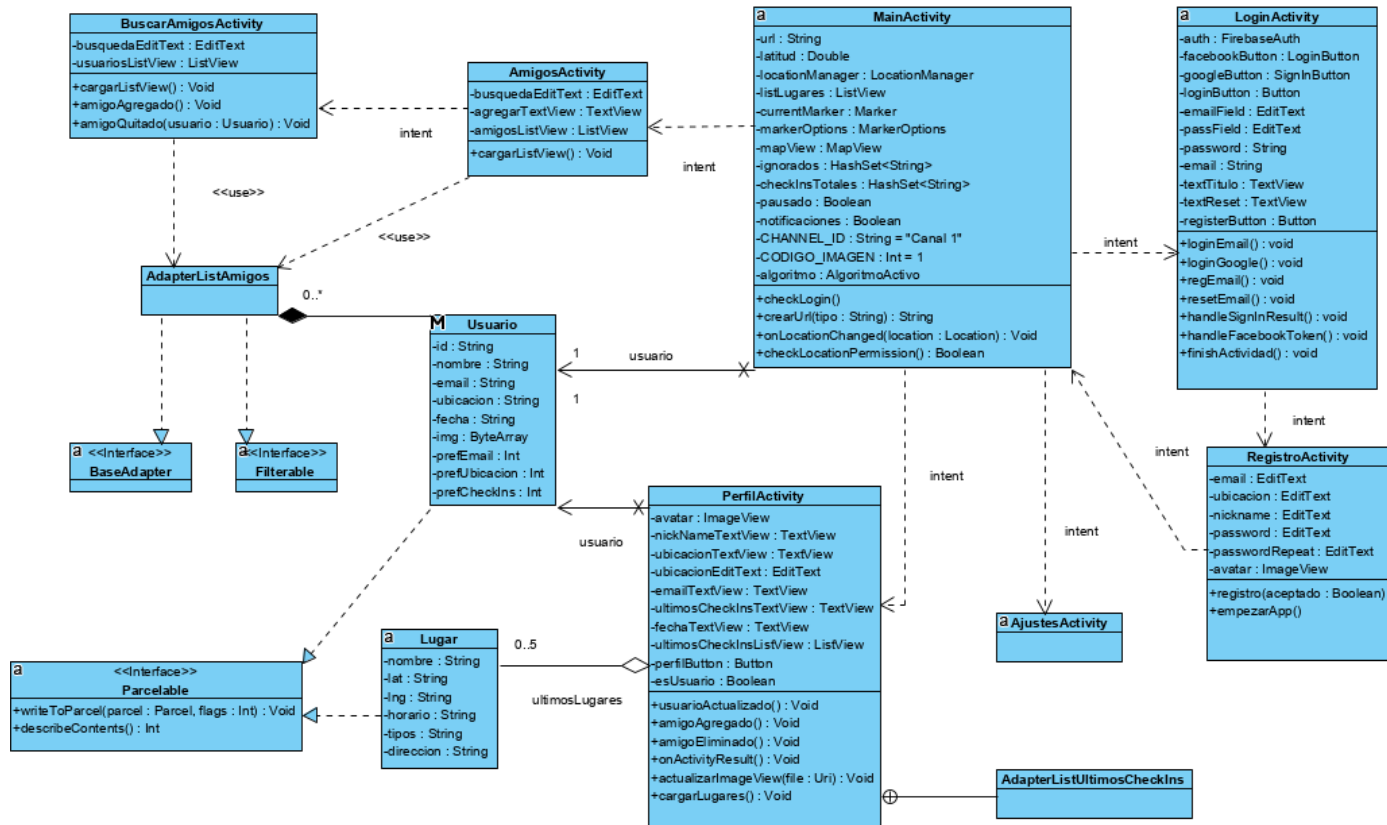 BuscarAmigosActivity
-busquedaEditText : EditText
-usuariosListView : ListView
+cargarListView() : Void
+amigoAgregado() : Void
+amigoQuitado(usuario : Usuario) : Void
AmigosActivity
-busquedaEditText : EditText
-agregarTextView : TextView
-amigosListView : ListView
+cargarListView() : Void
intent
intent
<<use>>
<<use>>
a
MainActivity
-url : String
-latitud : Double
-locationManager : LocationManager
-listLugares : ListView
-currentMarker : Marker
-markerOptions : MarkerOptions
-mapView : MapView
-ignorados : HashSet<String>
-checkInsTotales : HashSet<String>
-pausado : Boolean
-notificaciones : Boolean
-CHANNEL_ID : String = "Canal 1"
-CODIGO_IMAGEN : Int = 1
-algoritmo : AlgoritmoActivo
+checkLogin()
+crearUrl(tipo : String) : String
+onLocationChanged(location : Location) : Void
+checkLocationPermission() : Boolean
intent
a
LoginActivity
-auth : FirebaseAuth
-facebookButton : LoginButton
-googleButton : SignInButton
-loginButton : Button
-emailField : EditText
-passField : EditText
-password : String
-email : String
-textTitulo : TextView
-textReset : TextView
-registerButton : Button
+loginEmail() : void
+loginGoogle() : void
+regEmail() : void
+resetEmail() : void
+handleSignInResult() : void
+handleFacebookToken() : void
+finishActividad() : void
AdapterListAmigos
0..*
M
Usuario
-id : String
-nombre : String
-email : String
-ubicacion : String
-fecha : String
-img : ByteArray
-prefEmail : Int
-prefUbicacion : Int
-prefCheckIns : Int
1
usuario
1
usuario
a
<<Interface>>
BaseAdapter
a
<<Interface>>
Filterable
intent
intent
intent
intent
RegistroActivity
-email : EditText
-ubicacion : EditText
-nickname : EditText
-password : EditText
-passwordRepeat : EditText
-avatar : ImageView
+registro(aceptado : Boolean)
+empezarApp()
PerfilActivity
-avatar : ImageView
-nickNameTextView : TextView
-ubicacionTextView : TextView
-ubicacionEditText : EditText
-emailTextView : TextView
-ultimosCheckInsTextView : TextView
-fechaTextView : TextView
-ultimosCheckInsListView : ListView
-perfilButton : Button
-esUsuario : Boolean
+usuarioActualizado() : Void
+amigoAgregado() : Void
+amigoEliminado() : Void
+onActivityResult() : Void
+actualizarImageView(file : Uri) : Void
+cargarLugares() : Void
a
AjustesActivity
a
Lugar
-nombre : String
-lat : String
-lng : String
-horario : String
-tipos : String
-direccion : String
0..5
ultimosLugares
a
<<Interface>>
Parcelable
+writeToParcel(parcel : Parcel, flags : Int) : Void
+describeContents() : Int
AdapterListUltimosCheckIns